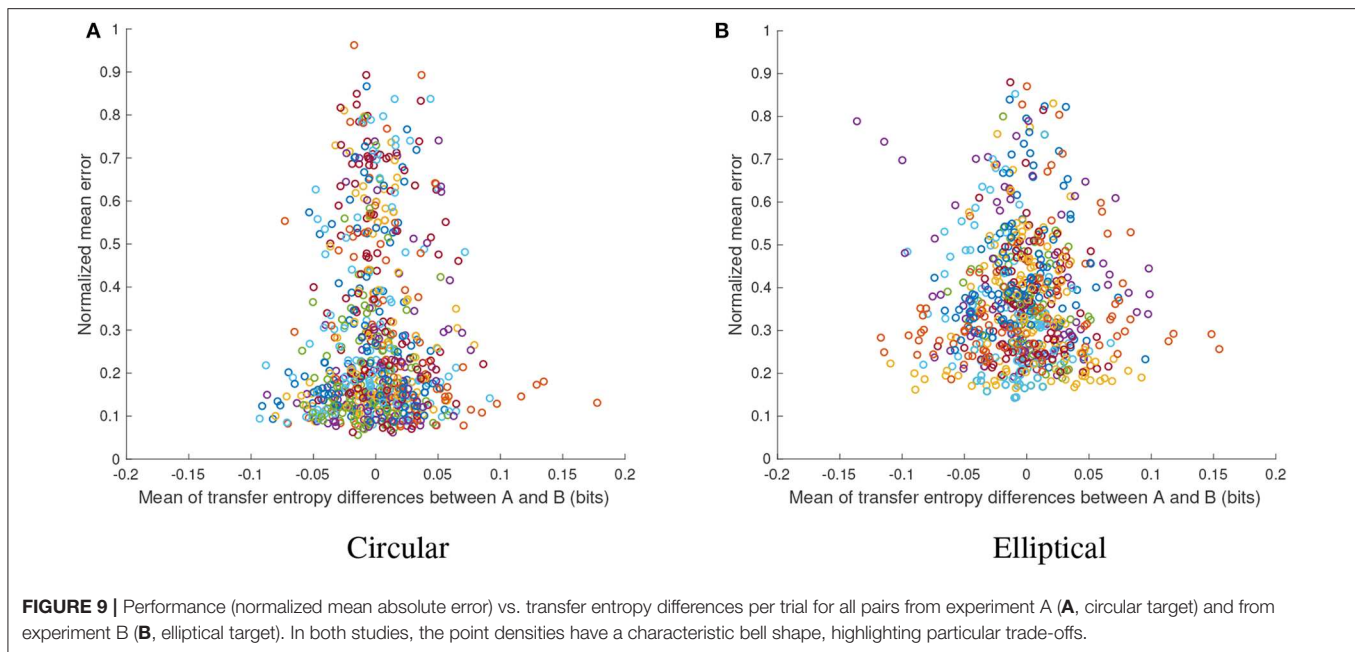 A
1
0.9
0.8
0.7
0.6
0.5
0.4
0.3
0.2
0.1
0
Normalized mean error
-0.2 -0.15 -0.1 -0.05 0 0.05 0.1 0.15 0.2
Mean of transfer entropy differences between A and B (bits)
Circular
B
1
0.9
0.8
0.7
0.6
0.5
0.4
0.3
0.2
0.1
0
Normalized mean error
-0.2 -0.15 -0.1 -0.05 0 0.05 0.1 0.15 0.2
Mean of transfer entropy differences between A and B (bits)
Elliptical
FIGURE 9 | Performance (normalized mean absolute error) vs. transfer entropy differences per trial for all pairs from experiment A (A, circular target) and from
experiment B (B, elliptical target). In both studies, the point densities have a characteristic bell shape, highlighting particular trade-offs.